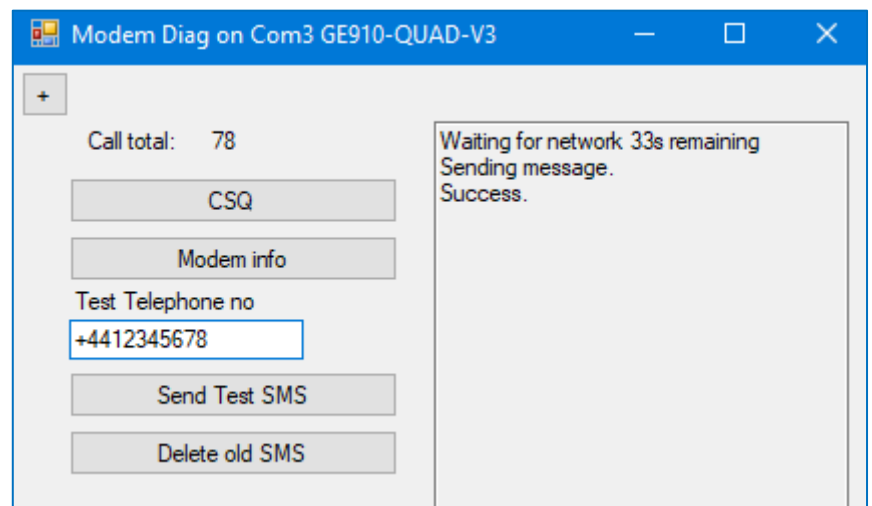 Modem Diag on Com3 GE910-QUAD-V3
+
Call total: 78
CSQ
Modem info
Test Telephone no
+4412345678
Send Test SMS
Delete old SMS
Waiting for network 33s remaining
Sending message.
Success.